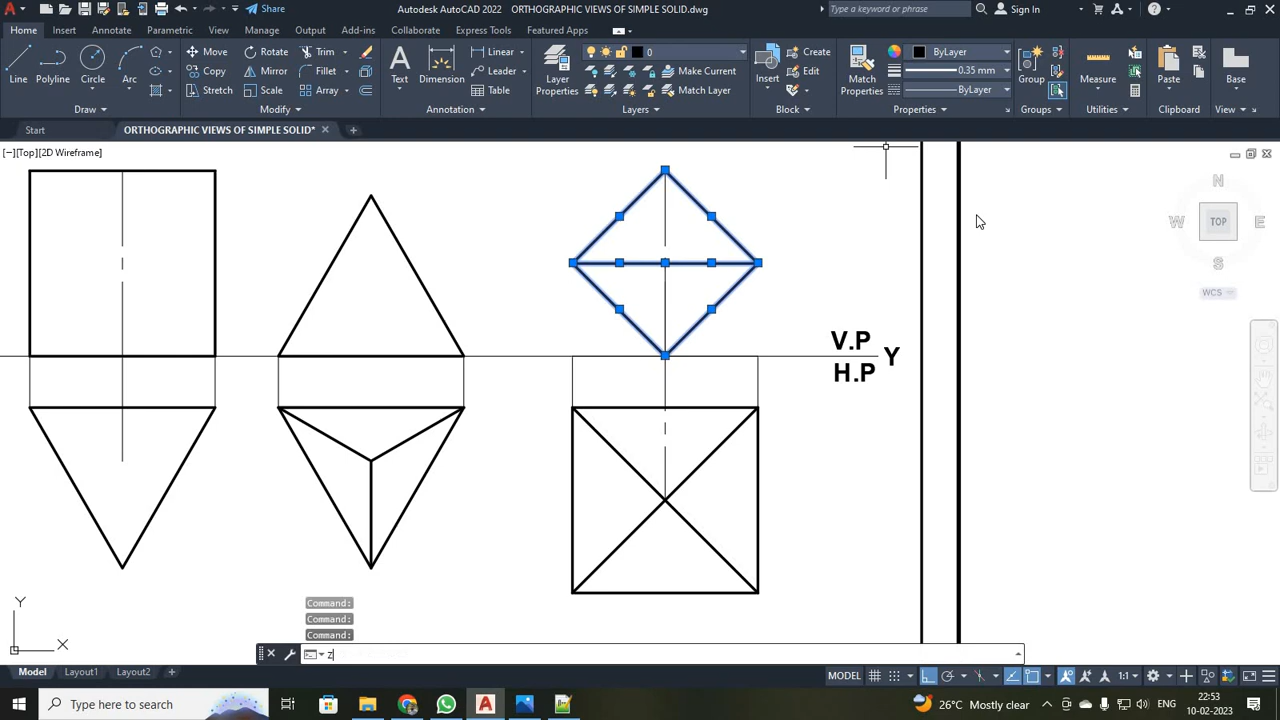 Autodesk AutoCAD 2022 ORTHOGRAPHIC VIEWS OF SIMPLE SOLID.dwg
Share
Type a keyword or phrase
Sign In
Home Insert Annotate Parametric View Manage Output Add-ins Collaborate Express Tools Featured Apps
Line Polyline Circle Arc
Move Rotate Trim
Copy Mirror Fillet
Stretch Scale Array
Text Dimension
Linear
Leader
Table
Layer Properties
0
Make Current
Match Layer
Insert
Create
Edit
Match Properties
ByLayer
0.35 mm
ByLayer
Group
Measure
Paste
Base
Draw Modify Annotation Layers Block Properties Groups Utilities Clipboard View
Start
ORTHOGRAPHIC VIEWS OF SIMPLE SOLID*
[−][Top][2D Wireframe]
N
W TOP E
S
WCS
V.P
Y
H.P
Y
X
Command:
Command:
Command:
z
Model Layout1 Layout2
MODEL
1:1
Type here to search
26°C Mostly clear
ENG
22:53
10-02-2023